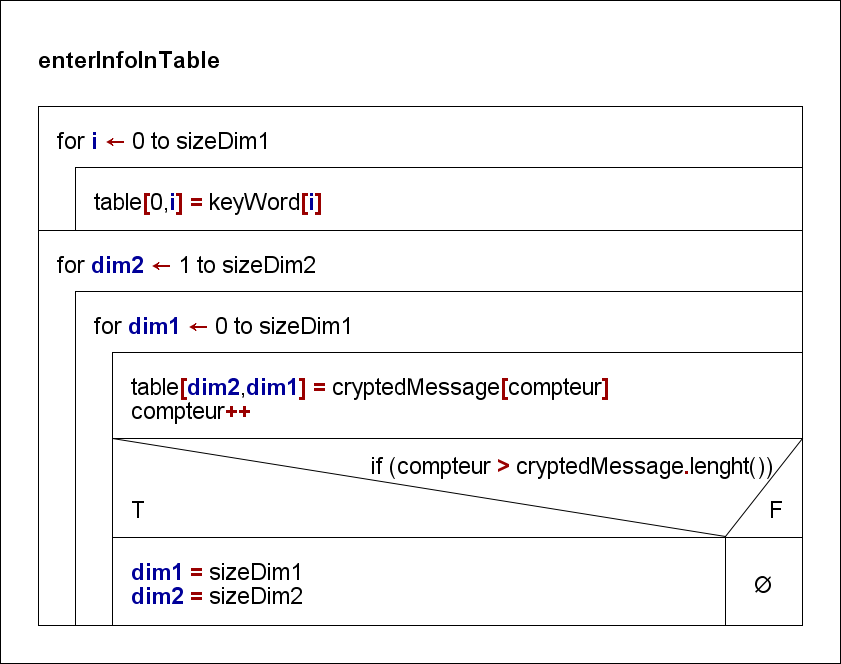 enterInfoInTable
for i ← 0 to sizeDim1
table[0,i] = keyWord[i]
for dim2 ← 1 to sizeDim2
for dim1 ← 0 to sizeDim1
table[dim2,dim1] = cryptedMessage[compteur]
compteur++
if (compteur > cryptedMessage.lenght())
T
F
dim1 = sizeDim1
dim2 = sizeDim2
Ø